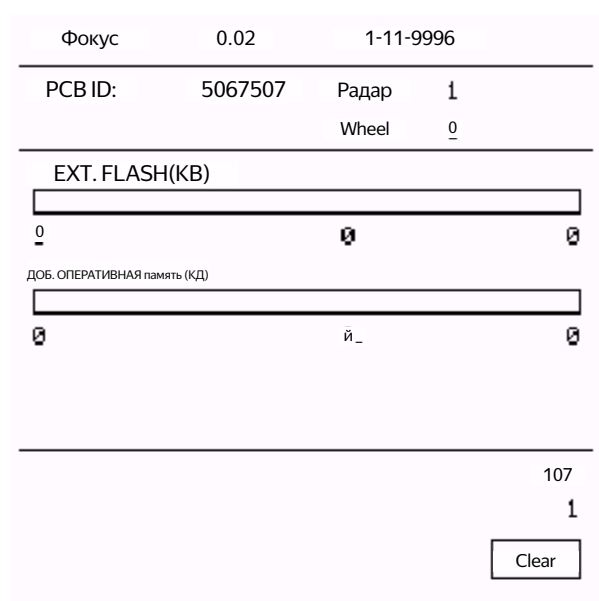 Фокус 0.02 1-11-9996
PCB ID: 5067507 Радар 1
Wheel 0
EXT. FLASH(KB)
0 0 0
ДОБ. ОПЕРАТИВНАЯ память (КД)
0 й_ 0
107
1
Clear